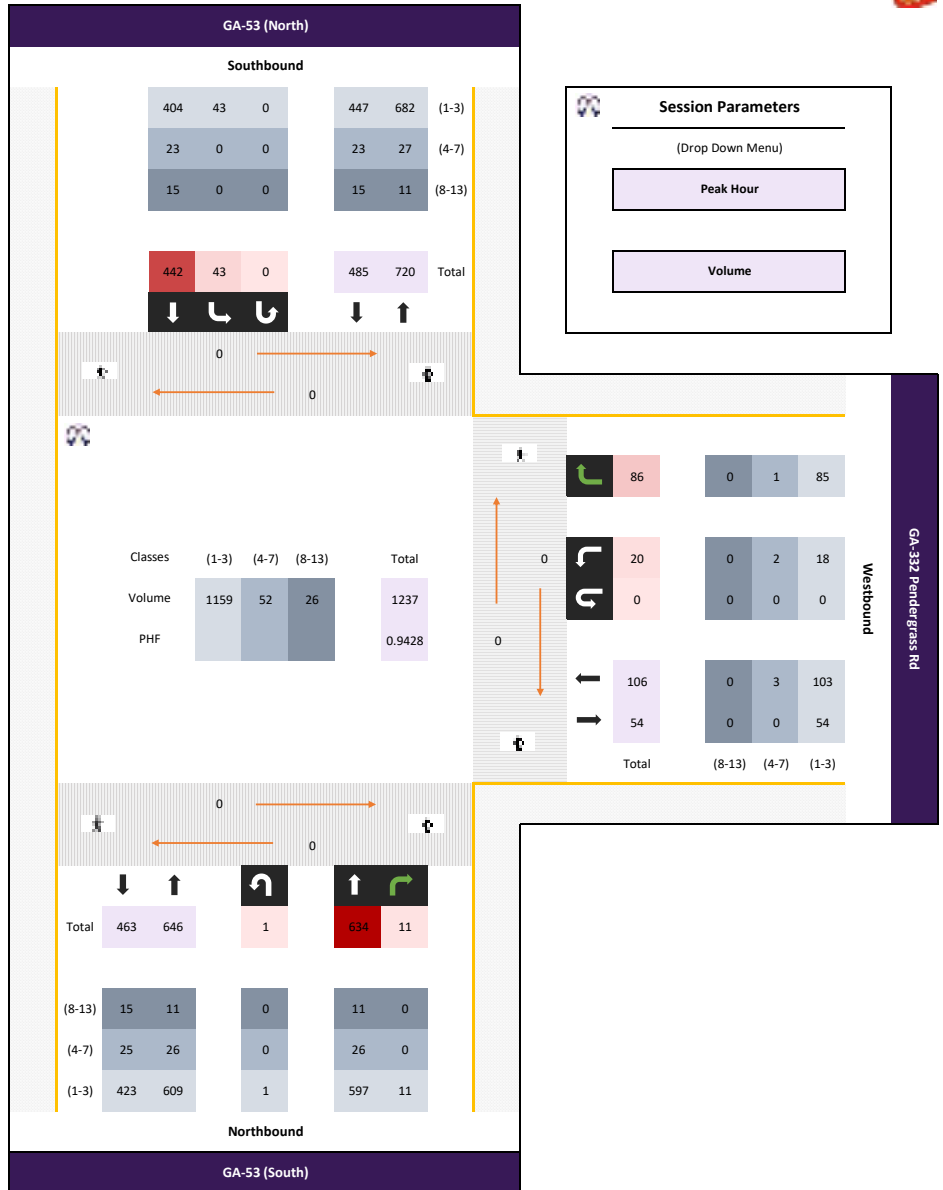 GA-53 (North)
Southbound
404 43 0 447 682 (1-3)
23 0 0 23 27 (4-7)
15 0 0 15 11 (8-13)
442 43 0 485 720 Total
0
0
Session Parameters
(Drop Down Menu)
Peak Hour
Volume
86 0 1 85
20 0 2 18
0 0 0 0
0
0
106 0 3 103
54 0 0 54
Total (8-13) (4-7) (1-3)
Westbound
GA-332 Pendergrass Rd
Classes (1-3) (4-7) (8-13) Total
Volume 1159 52 26 1237
PHF 0.9428
0
0
Total 463 646 1 634 11
(8-13) 15 11 0 11 0
(4-7) 25 26 0 26 0
(1-3) 423 609 1 597 11
Northbound
GA-53 (South)